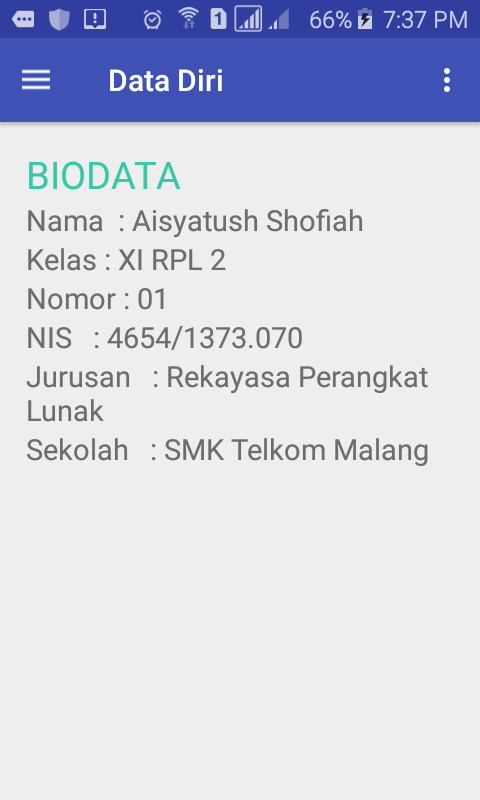 1 66% 7:37 PM
Data Diri
BIODATA
Nama : Aisyatush Shofiah
Kelas : XI RPL 2
Nomor : 01
NIS : 4654/1373.070
Jurusan : Rekayasa Perangkat
Lunak
Sekolah : SMK Telkom Malang